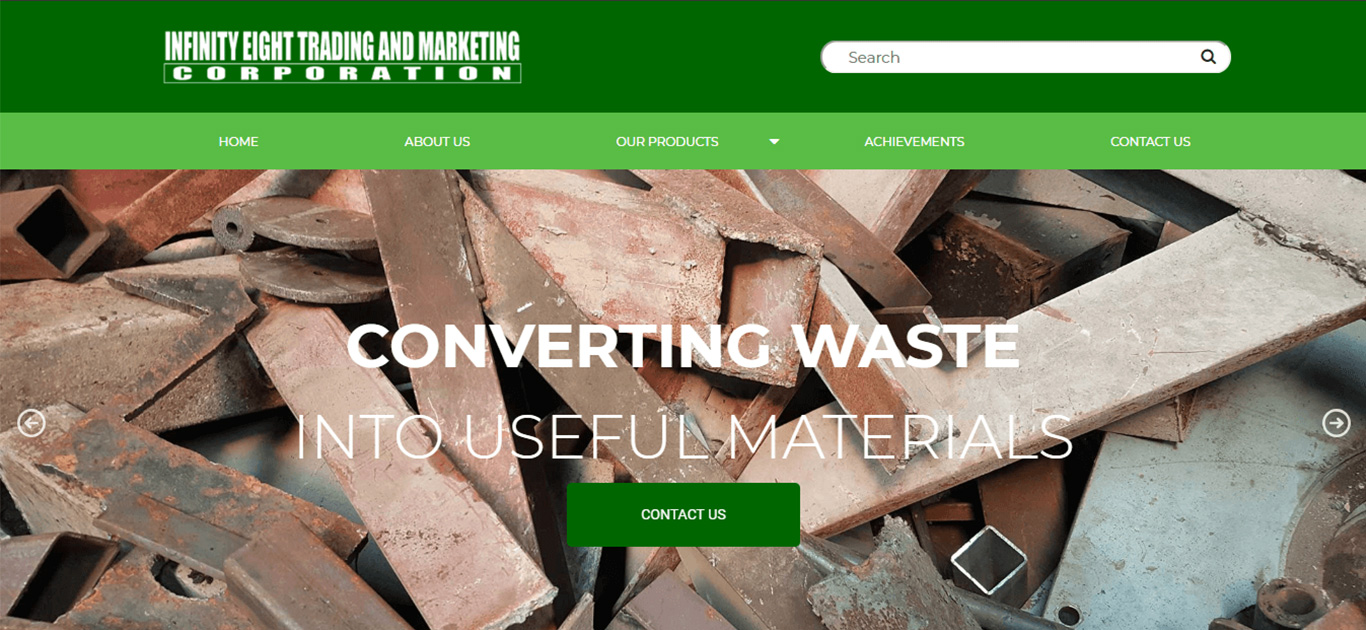 INFINITY EIGHT TRADING AND MARKETING
CORPORATION
Search
HOME
ABOUT US
OUR PRODUCTS
ACHIEVEMENTS
CONTACT US
CONVERTING WASTE
INTO USEFUL MATERIALS
CONTACT US